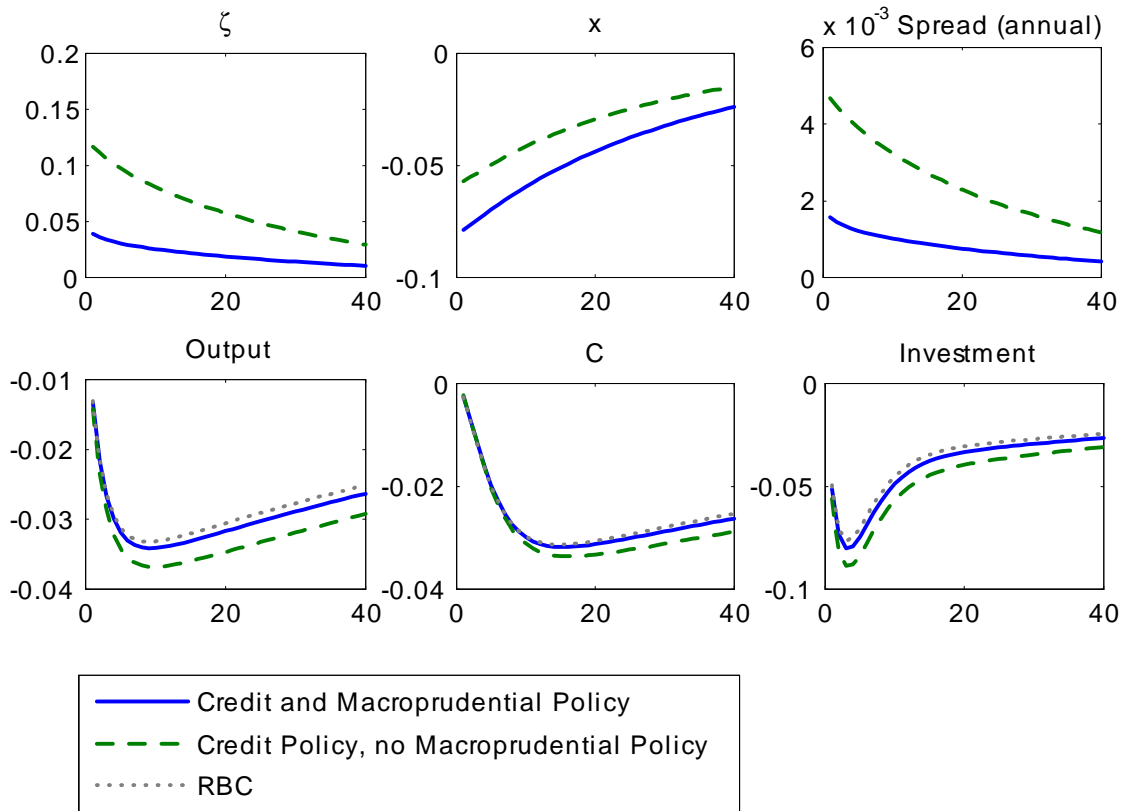 ζ
x
x 10-3 Spread (annual)
0.2
0.15
0.1
0.05
0
0 20 40
0
-0.05
-0.1
0 20 40
6
4
2
0
0 20 40
Output
C
Investment
-0.01
-0.02
-0.03
-0.04
0 20 40
0
-0.02
-0.04
0 20 40
0
-0.05
-0.1
0 20 40
Credit and Macroprudential Policy
Credit Policy, no Macroprudential Policy
RBC